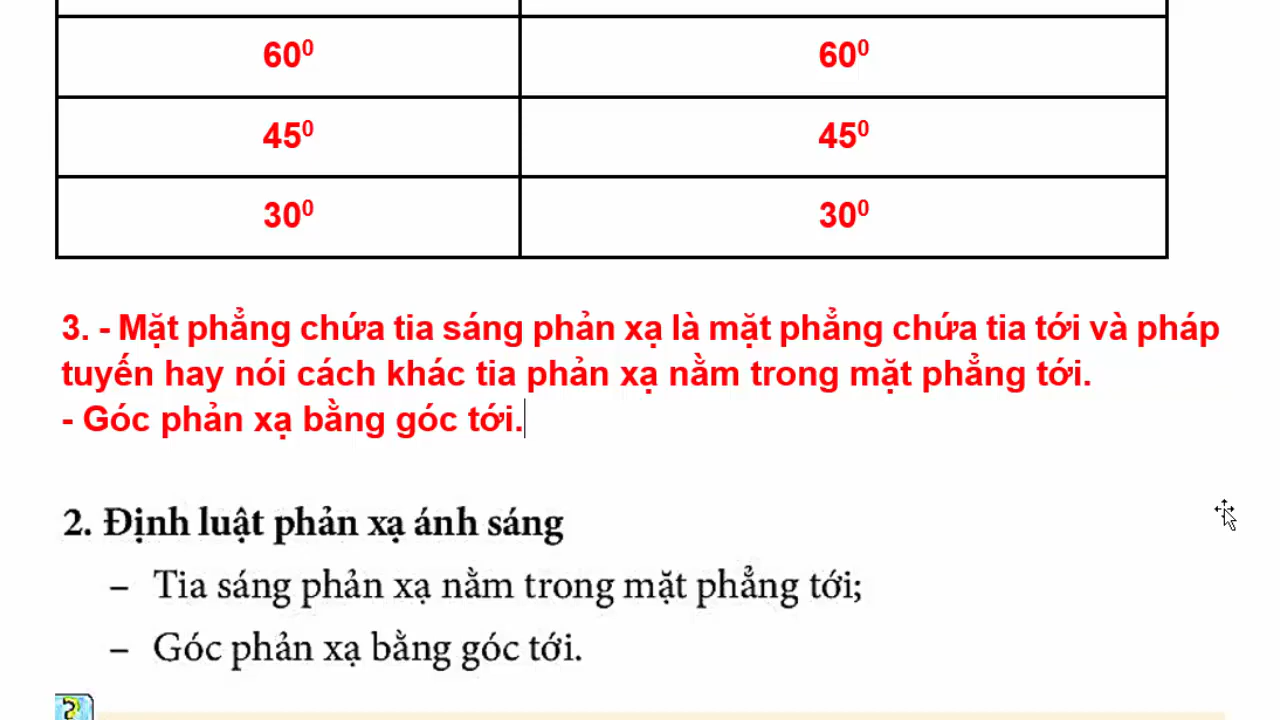 60⁰ 60⁰
45⁰ 45⁰
30⁰ 30⁰
3. - Mặt phẳng chứa tia sáng phản xạ là mặt phẳng chứa tia tới và pháp
tuyến hay nói cách khác tia phản xạ nằm trong mặt phẳng tới.
- Góc phản xạ bằng góc tới.
2. Định luật phản xạ ánh sáng
– Tia sáng phản xạ nằm trong mặt phẳng tới;
– Góc phản xạ bằng góc tới.
?